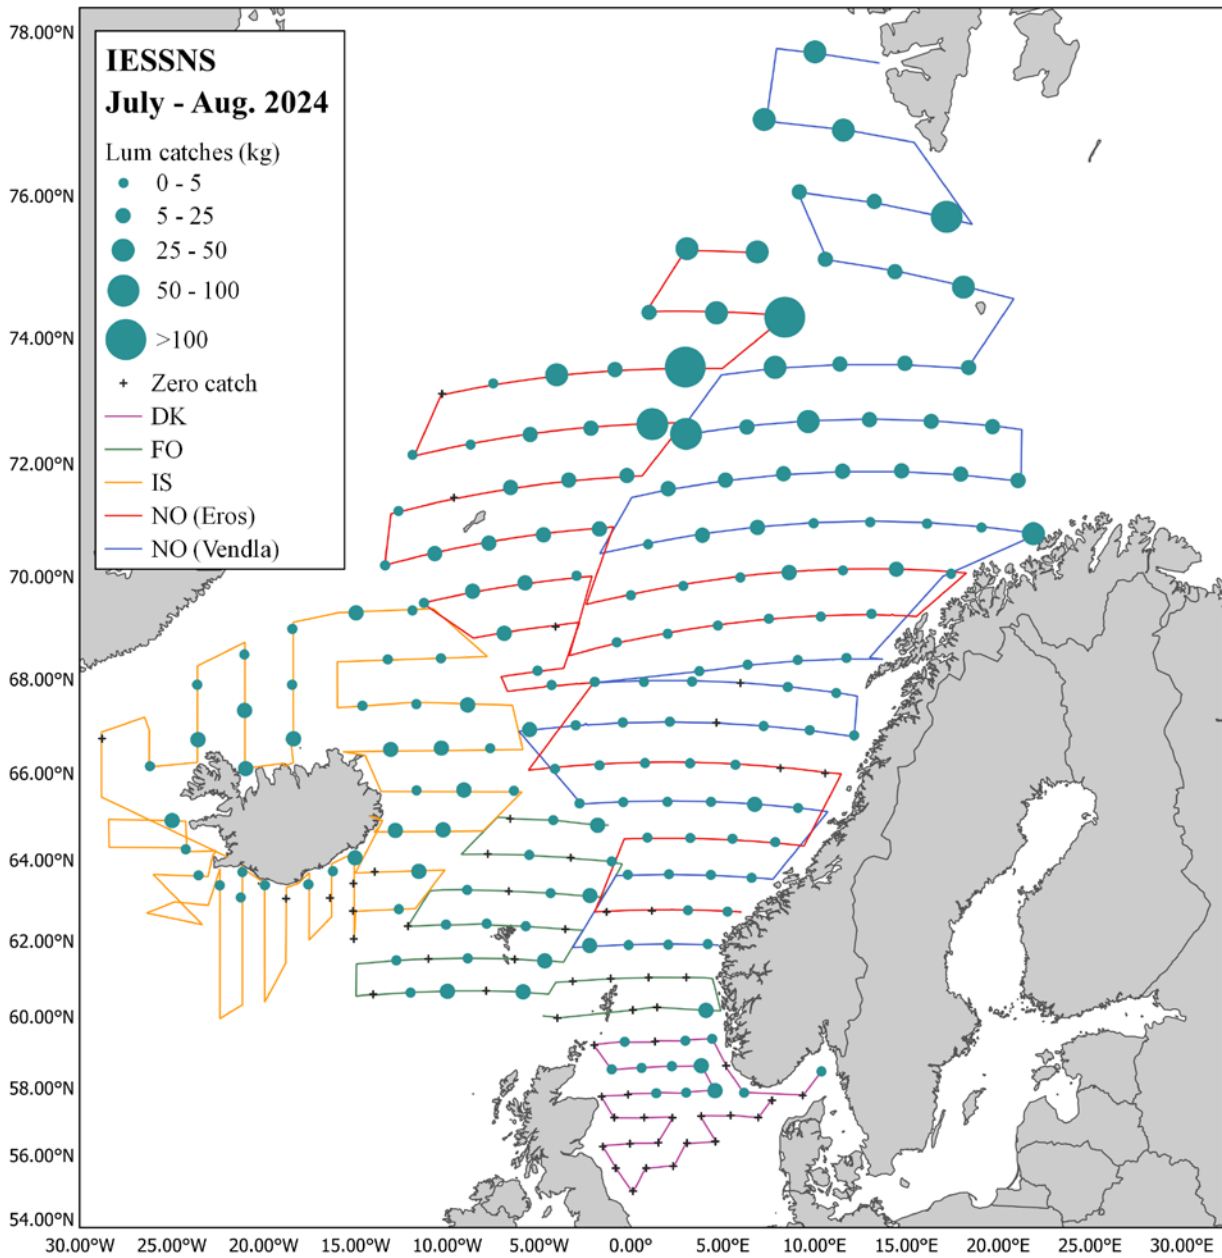 IESSNS
July - Aug. 2024
Lum catches (kg)
0 - 5
5 - 25
25 - 50
50 - 100
>100
Zero catch
DK
FO
IS
NO (Eros)
NO (Vendla)
78.00°N
76.00°N
74.00°N
72.00°N
70.00°N
68.00°N
66.00°N
64.00°N
62.00°N
60.00°N
58.00°N
56.00°N
54.00°N
30.00°W 25.00°W 20.00°W 15.00°W 10.00°W 5.00°W 0.00°E 5.00°E 10.00°E 15.00°E 20.00°E 25.00°E 30.00°E